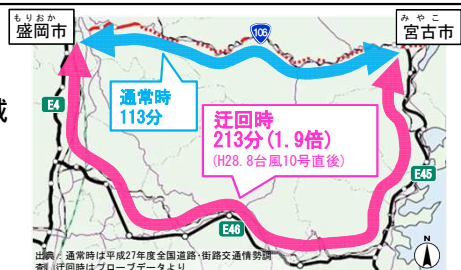 もりおか
盛岡市
みやこ
宮古市
106
通常時
113分
E4
域
迂回時
213分(1.9倍)
(H28.8台風10号直後)
E45
E46
N
出典:通常時は平成27年度全国道路・街路交通情勢調
査、迂回時はプローブデータより